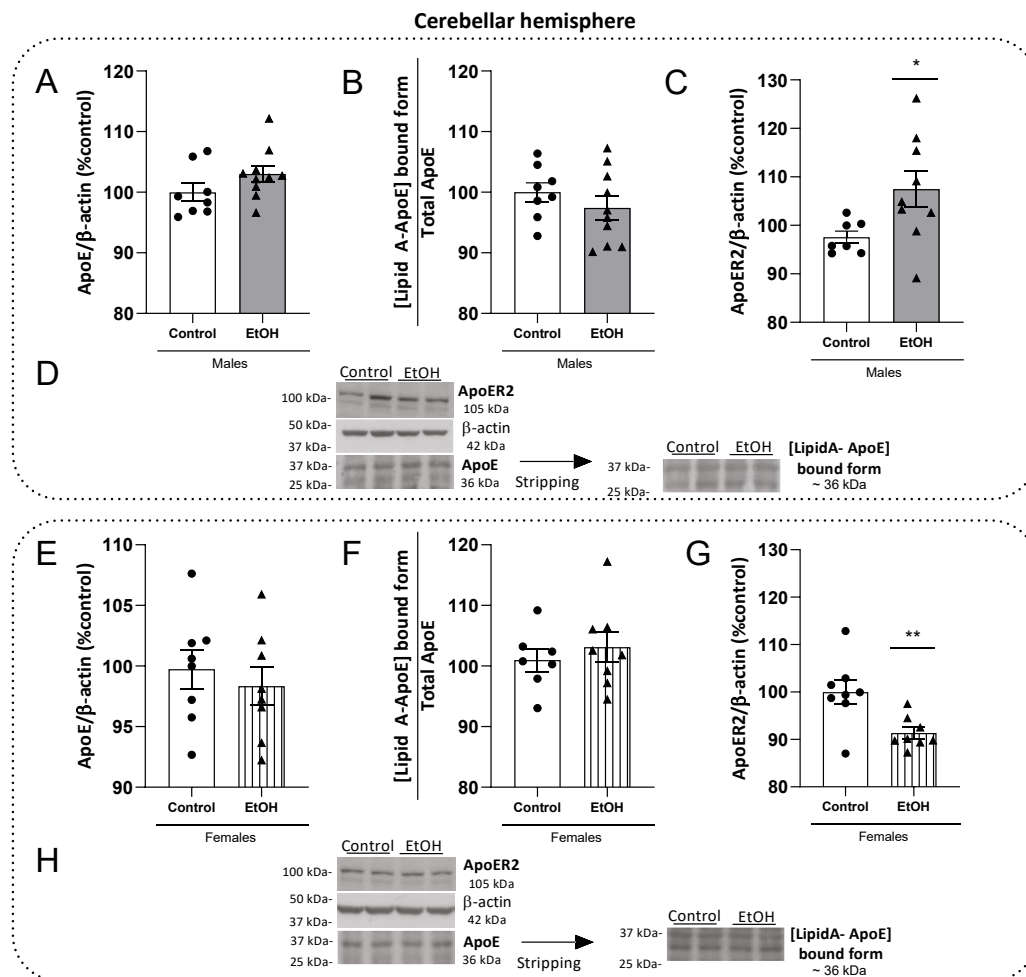 Cerebellar hemisphere
A
ApoE/β-actin (%control)
120
110
100
90
80
Control
EtOH
Males
B
[Lipid A-ApoE] bound form
Total ApoE
120
110
100
90
80
Control
EtOH
Males
C
ApoER2/β-actin (%control)
*
130
120
110
100
90
80
Control
EtOH
Males
D
Control EtOH
100 kDa-
ApoER2
105 kDa
50 kDa-
37 kDa-
β-actin
42 kDa
37 kDa-
25 kDa-
ApoE
36 kDa
Stripping
Control EtOH
37 kDa-
25 kDa-
[LipidA- ApoE]
bound form
~ 36 kDa
E
ApoE/β-actin (%control)
110
105
100
95
90
Control
EtOH
Females
F
[Lipid A-ApoE] bound form
Total ApoE
120
110
100
90
80
Control
EtOH
Females
G
ApoER2/β-actin (%control)
**
130
120
110
100
90
80
Control
EtOH
Females
H
Control EtOH
100 kDa-
ApoER2
105 kDa
50 kDa-
37 kDa-
β-actin
42 kDa
37 kDa-
25 kDa-
ApoE
36 kDa
Stripping
Control EtOH
37 kDa-
25 kDa-
[LipidA- ApoE]
bound form
~ 36 kDa